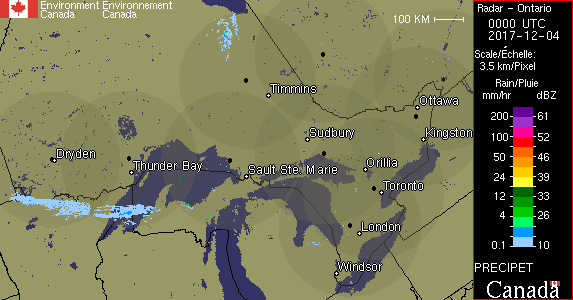 Environment Environnement
Canada Canada
100 KM
Timmins
Ottawa
Sudbury
Kingston
Dryden
Thunder Bay
Sault Ste. Marie
Orillia
Toronto
London
Windsor
Radar - Ontario
0000 UTC
2017-12-04
Scale/Échelle:
3.5 km/Pixel
Rain/Pluie
mm/hr dBZ
200 61
100 52
50 46
24 39
12 33
4 26
0.1 10
PRECIPET
Canada